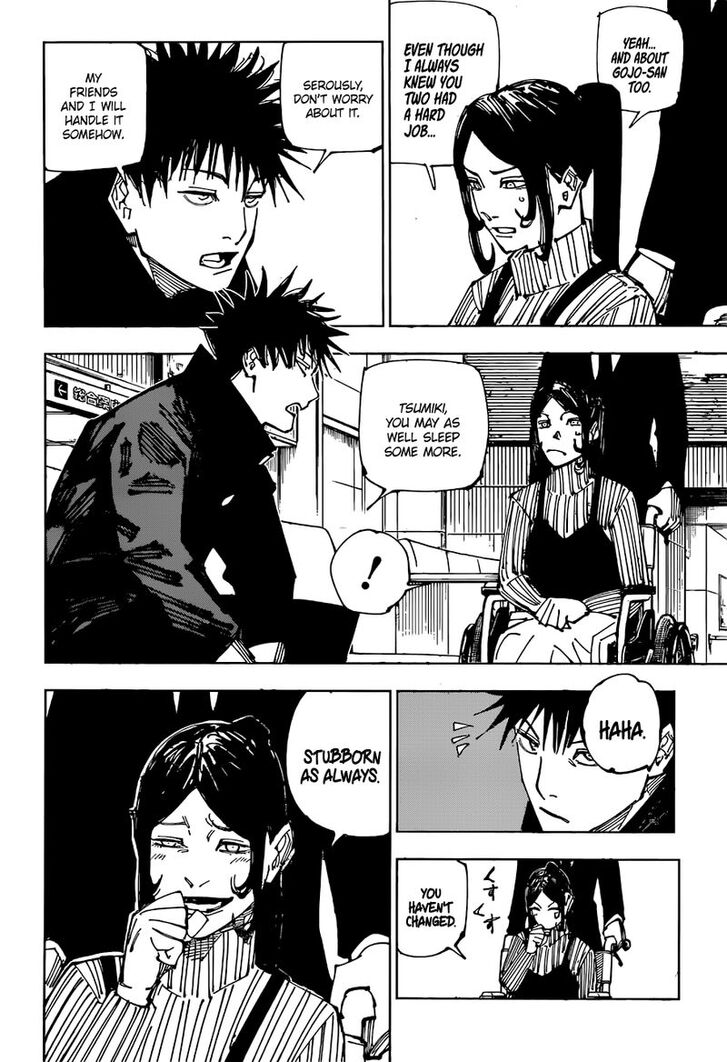 YEAH...
AND ABOUT
GOJO-SAN
TOO.
EVEN THOUGH
I ALWAYS
KNEW YOU
TWO HAD
A HARD
JOB...
SEROUSLY,
DON'T WORRY
ABOUT IT.
MY
FRIENDS
AND I WILL
HANDLE IT
SOMEHOW.
TSUMIKI,
YOU MAY AS
WELL SLEEP
SOME MORE.
!
HAHA.
YOU
HAVEN'T
CHANGED.
くすくす
STUBBORN
AS ALWAYS.